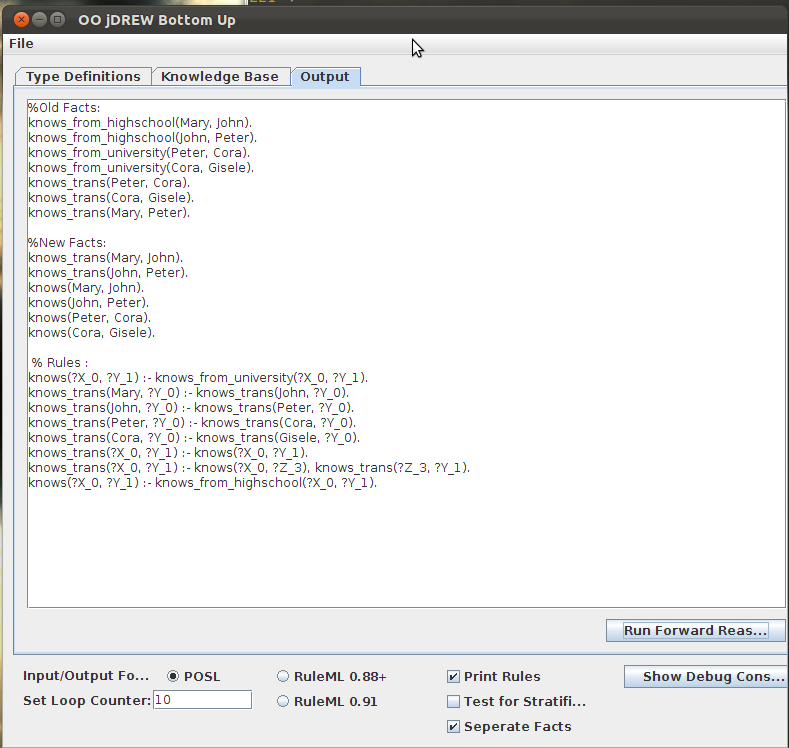 OO jDREW Bottom Up
File
Type Definitions Knowledge Base Output
%Old Facts:
knows_from_highschool(Mary, John).
knows_from_highschool(John, Peter).
knows_from_university(Peter, Cora).
knows_from_university(Cora, Gisele).
knows_trans(Peter, Cora).
knows_trans(Cora, Gisele).
knows_trans(Mary, Peter).
%New Facts:
knows_trans(Mary, John).
knows_trans(John, Peter).
knows(Mary, John).
knows(John, Peter).
knows(Peter, Cora).
knows(Cora, Gisele).
% Rules :
knows(?X_0, ?Y_1) :- knows_from_university(?X_0, ?Y_1).
knows_trans(Mary, ?Y_0) :- knows_trans(John, ?Y_0).
knows_trans(John, ?Y_0) :- knows_trans(Peter, ?Y_0).
knows_trans(Peter, ?Y_0) :- knows_trans(Cora, ?Y_0).
knows_trans(Cora, ?Y_0) :- knows_trans(Gisele, ?Y_0).
knows_trans(?X_0, ?Y_1) :- knows(?X_0, ?Y_1).
knows_trans(?X_0, ?Y_1) :- knows(?X_0, ?Z_3), knows_trans(?Z_3, ?Y_1).
knows(?X_0, ?Y_1) :- knows_from_highschool(?X_0, ?Y_1).
Run Forward Reas...
Input/Output Fo... POSL RuleML 0.88+ Print Rules Show Debug Cons...
Set Loop Counter: 10 RuleML 0.91 Test for Stratifi...
Seperate Facts